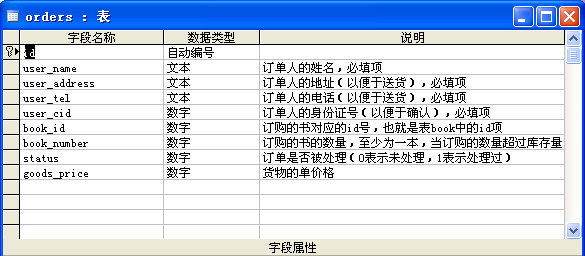 orders : 表
字段名称 数据类型 说明
id 自动编号
user_name 文本 订单人的姓名，必填项
user_address 文本 订单人的地址（以便于送货），必填项
user_tel 文本 订单人的电话（以便于送货），必填项
user_cid 数字 订单人的身份证号（以便于确认），必填项
book_id 数字 订购的书对应的id号，也就是表book中的id项
book_number 数字 订购的书的数量，至少为一本，当订购的数量超过库存量
status 数字 订单是否被处理（0表示未处理，1表示处理过）
goods_price 数字 货物的单价格
字段属性